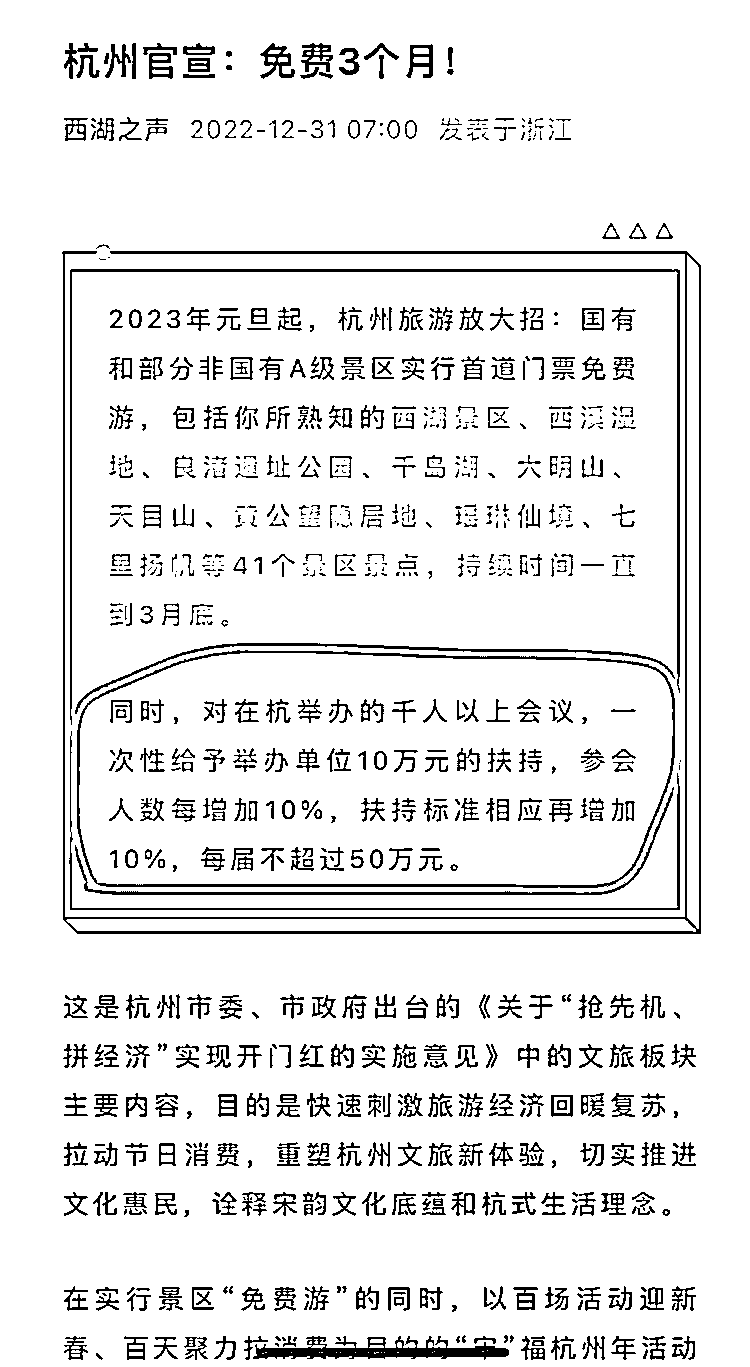 杭州官宣：免费3个月！
西湖之声 2022-12-31 07:00 发表于浙江
2023年元旦起，杭州旅游放大招：国有
和部分非国有A级景区实行首道门票免费
游，包括你所熟知的西湖景区、西溪湿
地、良渚遗址公园、千岛湖、大明山、
天目山、黄公望隐居地、瑶琳仙境、七
里扬帆等41个景区景点，持续时间一直
到3月底。
同时，对在杭举办的千人以上会议，一
次性给予举办单位10万元的扶持，参会
人数每增加10%，扶持标准相应再增加
10%，每届不超过50万元。
这是杭州市委、市政府出台的《关于“抢先机、
拼经济”实现开门红的实施意见》中的文旅板块
主要内容，目的是快速刺激旅游经济回暖复苏，
拉动节日消费，重塑杭州文旅新体验，切实推进
文化惠民，诠释宋韵文化底蕴和杭式生活理念。
在实行景区“免费游”的同时，以百场活动迎新
春、百天聚力拉消费为目的的“宋”福杭州年活动